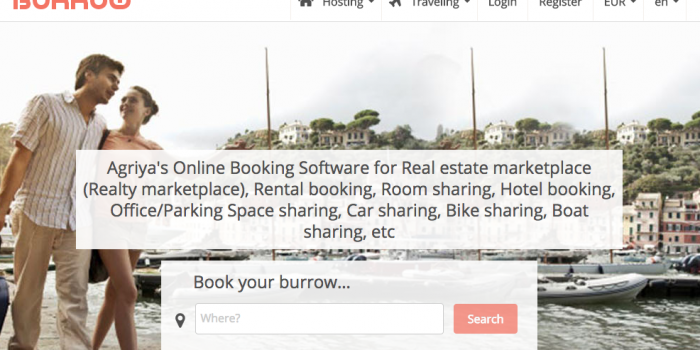 BURROW
Hosting Traveling Login Register EUR en
Agriya's Online Booking Software for Real estate marketplace
(Realty marketplace), Rental booking, Room sharing, Hotel booking,
Office/Parking Space sharing, Car sharing, Bike sharing, Boat
sharing, etc
Book your burrow...
Where?
Search